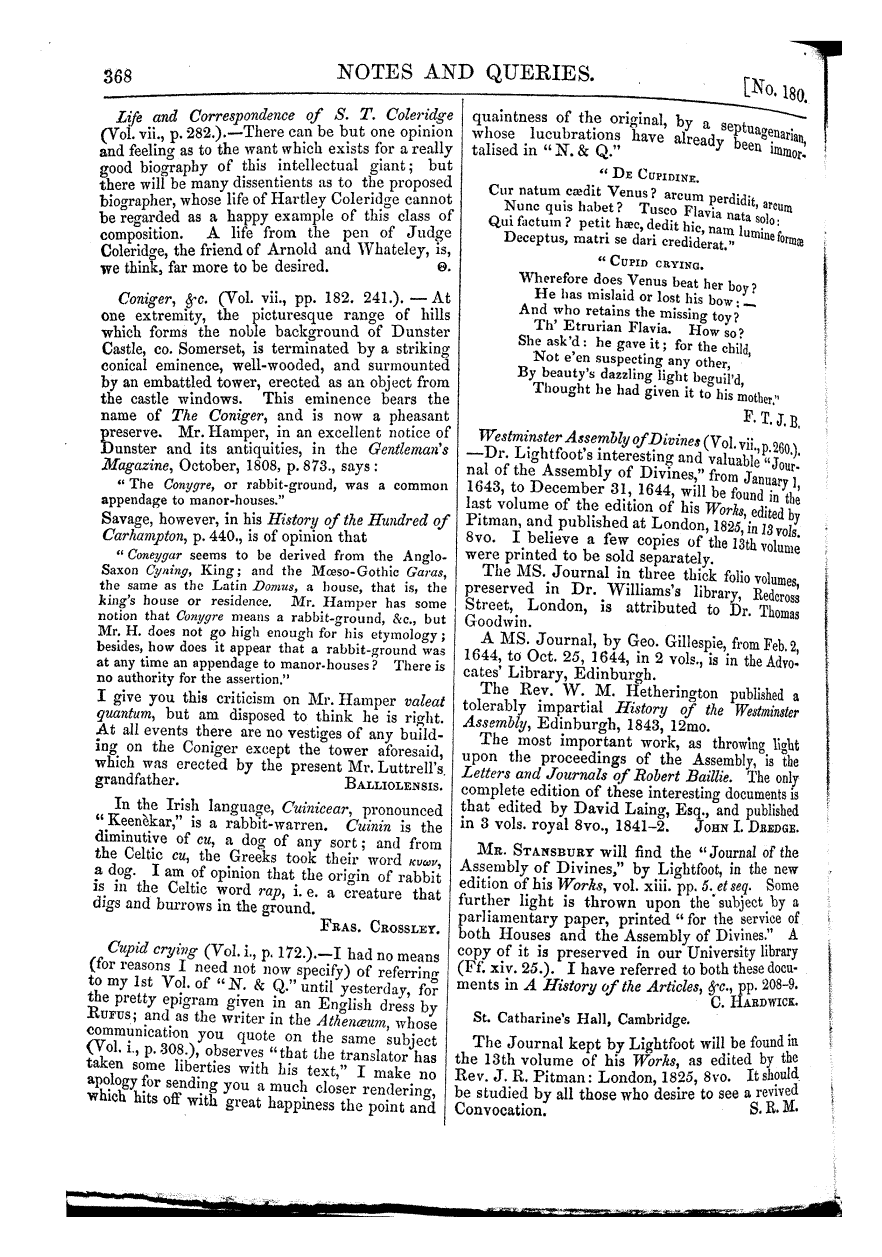 368
NOTES AND QUERIES.
[No. 180.
Life and Correspondence of S. T. Coleridge
(Vol. vii., p. 282.).—There can be but one opinion
and feeling as to the want which exists for a really
good biography of this intellectual giant; but
there will be many dissentients as to the proposed
biographer, whose life of Hartley Coleridge cannot
be regarded as a happy example of this class of
composition. A life from the pen of Judge
Coleridge, the friend of Arnold and Whateley, is,
we think, far more to be desired. Θ.
Coniger, &c. (Vol. vii., pp. 182. 241.). — At
one extremity, the picturesque range of hills
which forms the noble background of Dunster
Castle, co. Somerset, is terminated by a striking
conical eminence, well-wooded, and surmounted
by an embattled tower, erected as an object from
the castle windows. This eminence bears the
name of The Coniger, and is now a pheasant
preserve. Mr. Hamper, in an excellent notice of
Dunster and its antiquities, in the Gentleman's
Magazine, October, 1808, p. 873., says:
"The Conygre, or rabbit-ground, was a common
appendage to manor-houses."
Savage, however, in his History of the Hundred of
Carhampton, p. 440., is of opinion that
"Coneygar seems to be derived from the Anglo-
Saxon Cyning, King; and the Mœso-Gothic Garas,
the same as the Latin Domus, a house, that is, the
king's house or residence. Mr. Hamper has some
notion that Conygre means a rabbit-ground, &c., but
Mr. H. does not go high enough for his etymology;
besides, how does it appear that a rabbit-ground was
at any time an appendage to manor-houses? There is
no authority for the assertion."
I give you this criticism on Mr. Hamper valeat
quantum, but am disposed to think he is right.
At all events there are no vestiges of any build-
ing on the Coniger except the tower aforesaid,
which was erected by the present Mr. Luttrell's
grandfather. BALLIOLENSIS.
In the Irish language, Cuinicear, pronounced
"Keenèkar," is a rabbit-warren. Cuinin is the
diminutive of cu, a dog of any sort; and from
the Celtic cu, the Greeks took their word κυων,
a dog. I am of opinion that the origin of rabbit
is in the Celtic word rap, i. e. a creature that
digs and burrows in the ground.
FRAS. CROSSLEY.
Cupid crying (Vol. i., p. 172.).—I had no means
(for reasons I need not now specify) of referring
to my 1st Vol. of "N. & Q." until yesterday, for
the pretty epigram given in an English dress by
RUFUS; and as the writer in the Athenæum, whose
communication you quote on the same subject
(Vol. i., p. 308.), observes "that the translator has
taken some liberties with his text," I make no
apology for sending you a much closer rendering,
which hits off with great happiness the point and
quaintness of the original, by a septuagenarian,
whose lucubrations have already been immor-
talised in "N. & Q."
"DE CUPIDINE.
Cur natum cædit Venus? arcum perdidit, arcum
Nunc quis habet? Tusco Flavia nata solo:
Qui factum? petit hæc, dedit hic, nam lumine formæ
Deceptus, matri se dari crediderat."
"CUPID CRYING.
Wherefore does Venus beat her boy?
He has mislaid or lost his bow:—
And who retains the missing toy?
Th' Etrurian Flavia. How so?
She ask'd: he gave it; for the child,
Not e'en suspecting any other,
By beauty's dazzling light beguil'd,
Thought he had given it to his mother."
F. T. J. B.
Westminster Assembly of Divines (Vol. vii., p. 260.).
—Dr. Lightfoot's interesting and valuable "Jour-
nal of the Assembly of Divines," from January 1,
1643, to December 31, 1644, will be found in the
last volume of the edition of his Works, edited by
Pitman, and published at London, 1825, in 13 vols.
8vo. I believe a few copies of the 13th volume
were printed to be sold separately.
The MS. Journal in three thick folio volumes,
preserved in Dr. Williams's library, Redcross
Street, London, is attributed to Dr. Thomas
Goodwin.
A MS. Journal, by Geo. Gillespie, from Feb. 2,
1644, to Oct. 25, 1644, in 2 vols., is in the Advo-
cates' Library, Edinburgh.
The Rev. W. M. Hetherington published a
tolerably impartial History of the Westminster
Assembly, Edinburgh, 1843, 12mo.
The most important work, as throwing light
upon the proceedings of the Assembly, is the
Letters and Journals of Robert Baillie. The only
complete edition of these interesting documents is
that edited by David Laing, Esq., and published
in 3 vols. royal 8vo., 1841-2. JOHN I. DREDGE.
MR. STANSBURY will find the "Journal of the
Assembly of Divines," by Lightfoot, in the new
edition of his Works, vol. xiii. pp. 5. et seq. Some
further light is thrown upon the subject by a
parliamentary paper, printed "for the service of
both Houses and the Assembly of Divines." A
copy of it is preserved in our University library
(Ff. xiv. 25.). I have referred to both these docu-
ments in A History of the Articles, &c., pp. 208-9.
C. HARDWICK.
St. Catharine's Hall, Cambridge.
The Journal kept by Lightfoot will be found in
the 13th volume of his Works, as edited by the
Rev. J. R. Pitman: London, 1825, 8vo. It should
be studied by all those who desire to see a revived
Convocation. S. R. M.